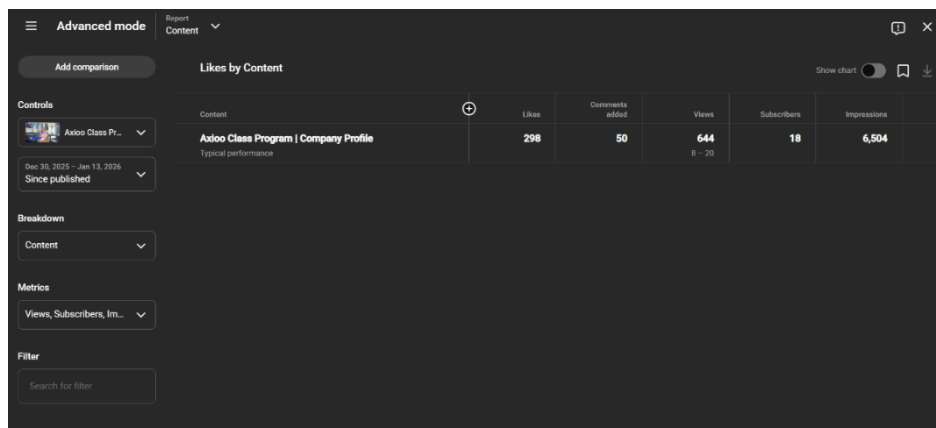 Advanced mode
Report
Content
Add comparison
Likes by Content
Show chart
Controls
Axioo Class Pr...
Dec 30, 2025 – Jan 13, 2026
Since published
Breakdown
Content
Metrics
Views, Subscribers, Im...
Filter
Search for filter
Content
Likes
Comments
added
Views
Subscribers
Impressions
Axioo Class Program | Company Profile
298
50
644
18
6,504
Typical performance
8 – 20